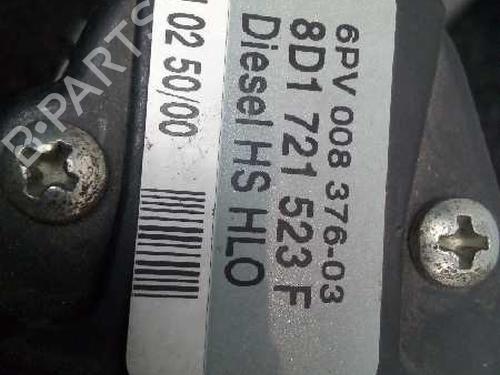 6PV 008 376-03
8D1 721 523 F
Diesel HS HLO
02 50/00
B-PARTS